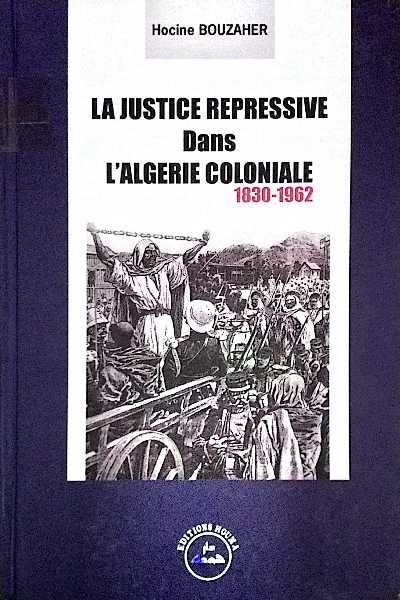 Hocine BOUZAHER
LA JUSTICE REPRESSIVE
Dans
L'ALGERIE COLONIALE
1830-1962
EDITIONS HOUMA